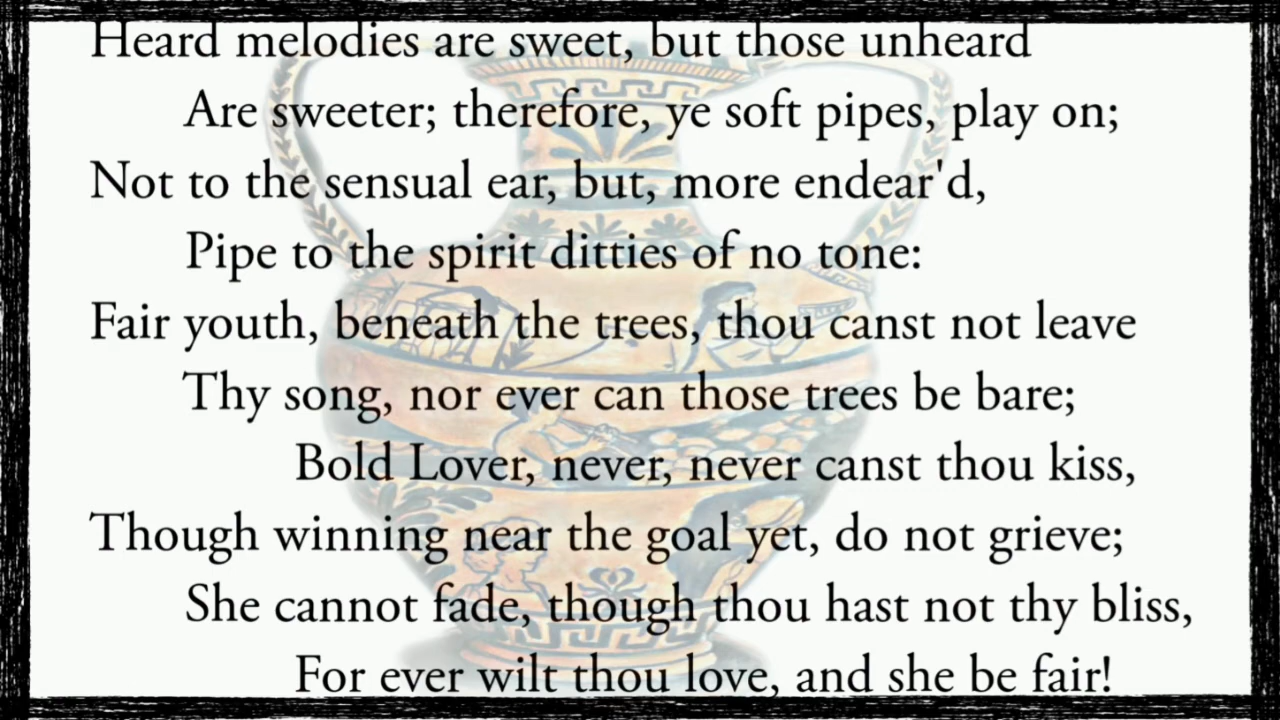 Heard melodies are sweet, but those unheard
Are sweeter; therefore, ye soft pipes, play on;
Not to the sensual ear, but, more endear'd,
Pipe to the spirit ditties of no tone:
Fair youth, beneath the trees, thou canst not leave
Thy song, nor ever can those trees be bare;
Bold Lover, never, never canst thou kiss,
Though winning near the goal yet, do not grieve;
She cannot fade, though thou hast not thy bliss,
For ever wilt thou love, and she be fair!